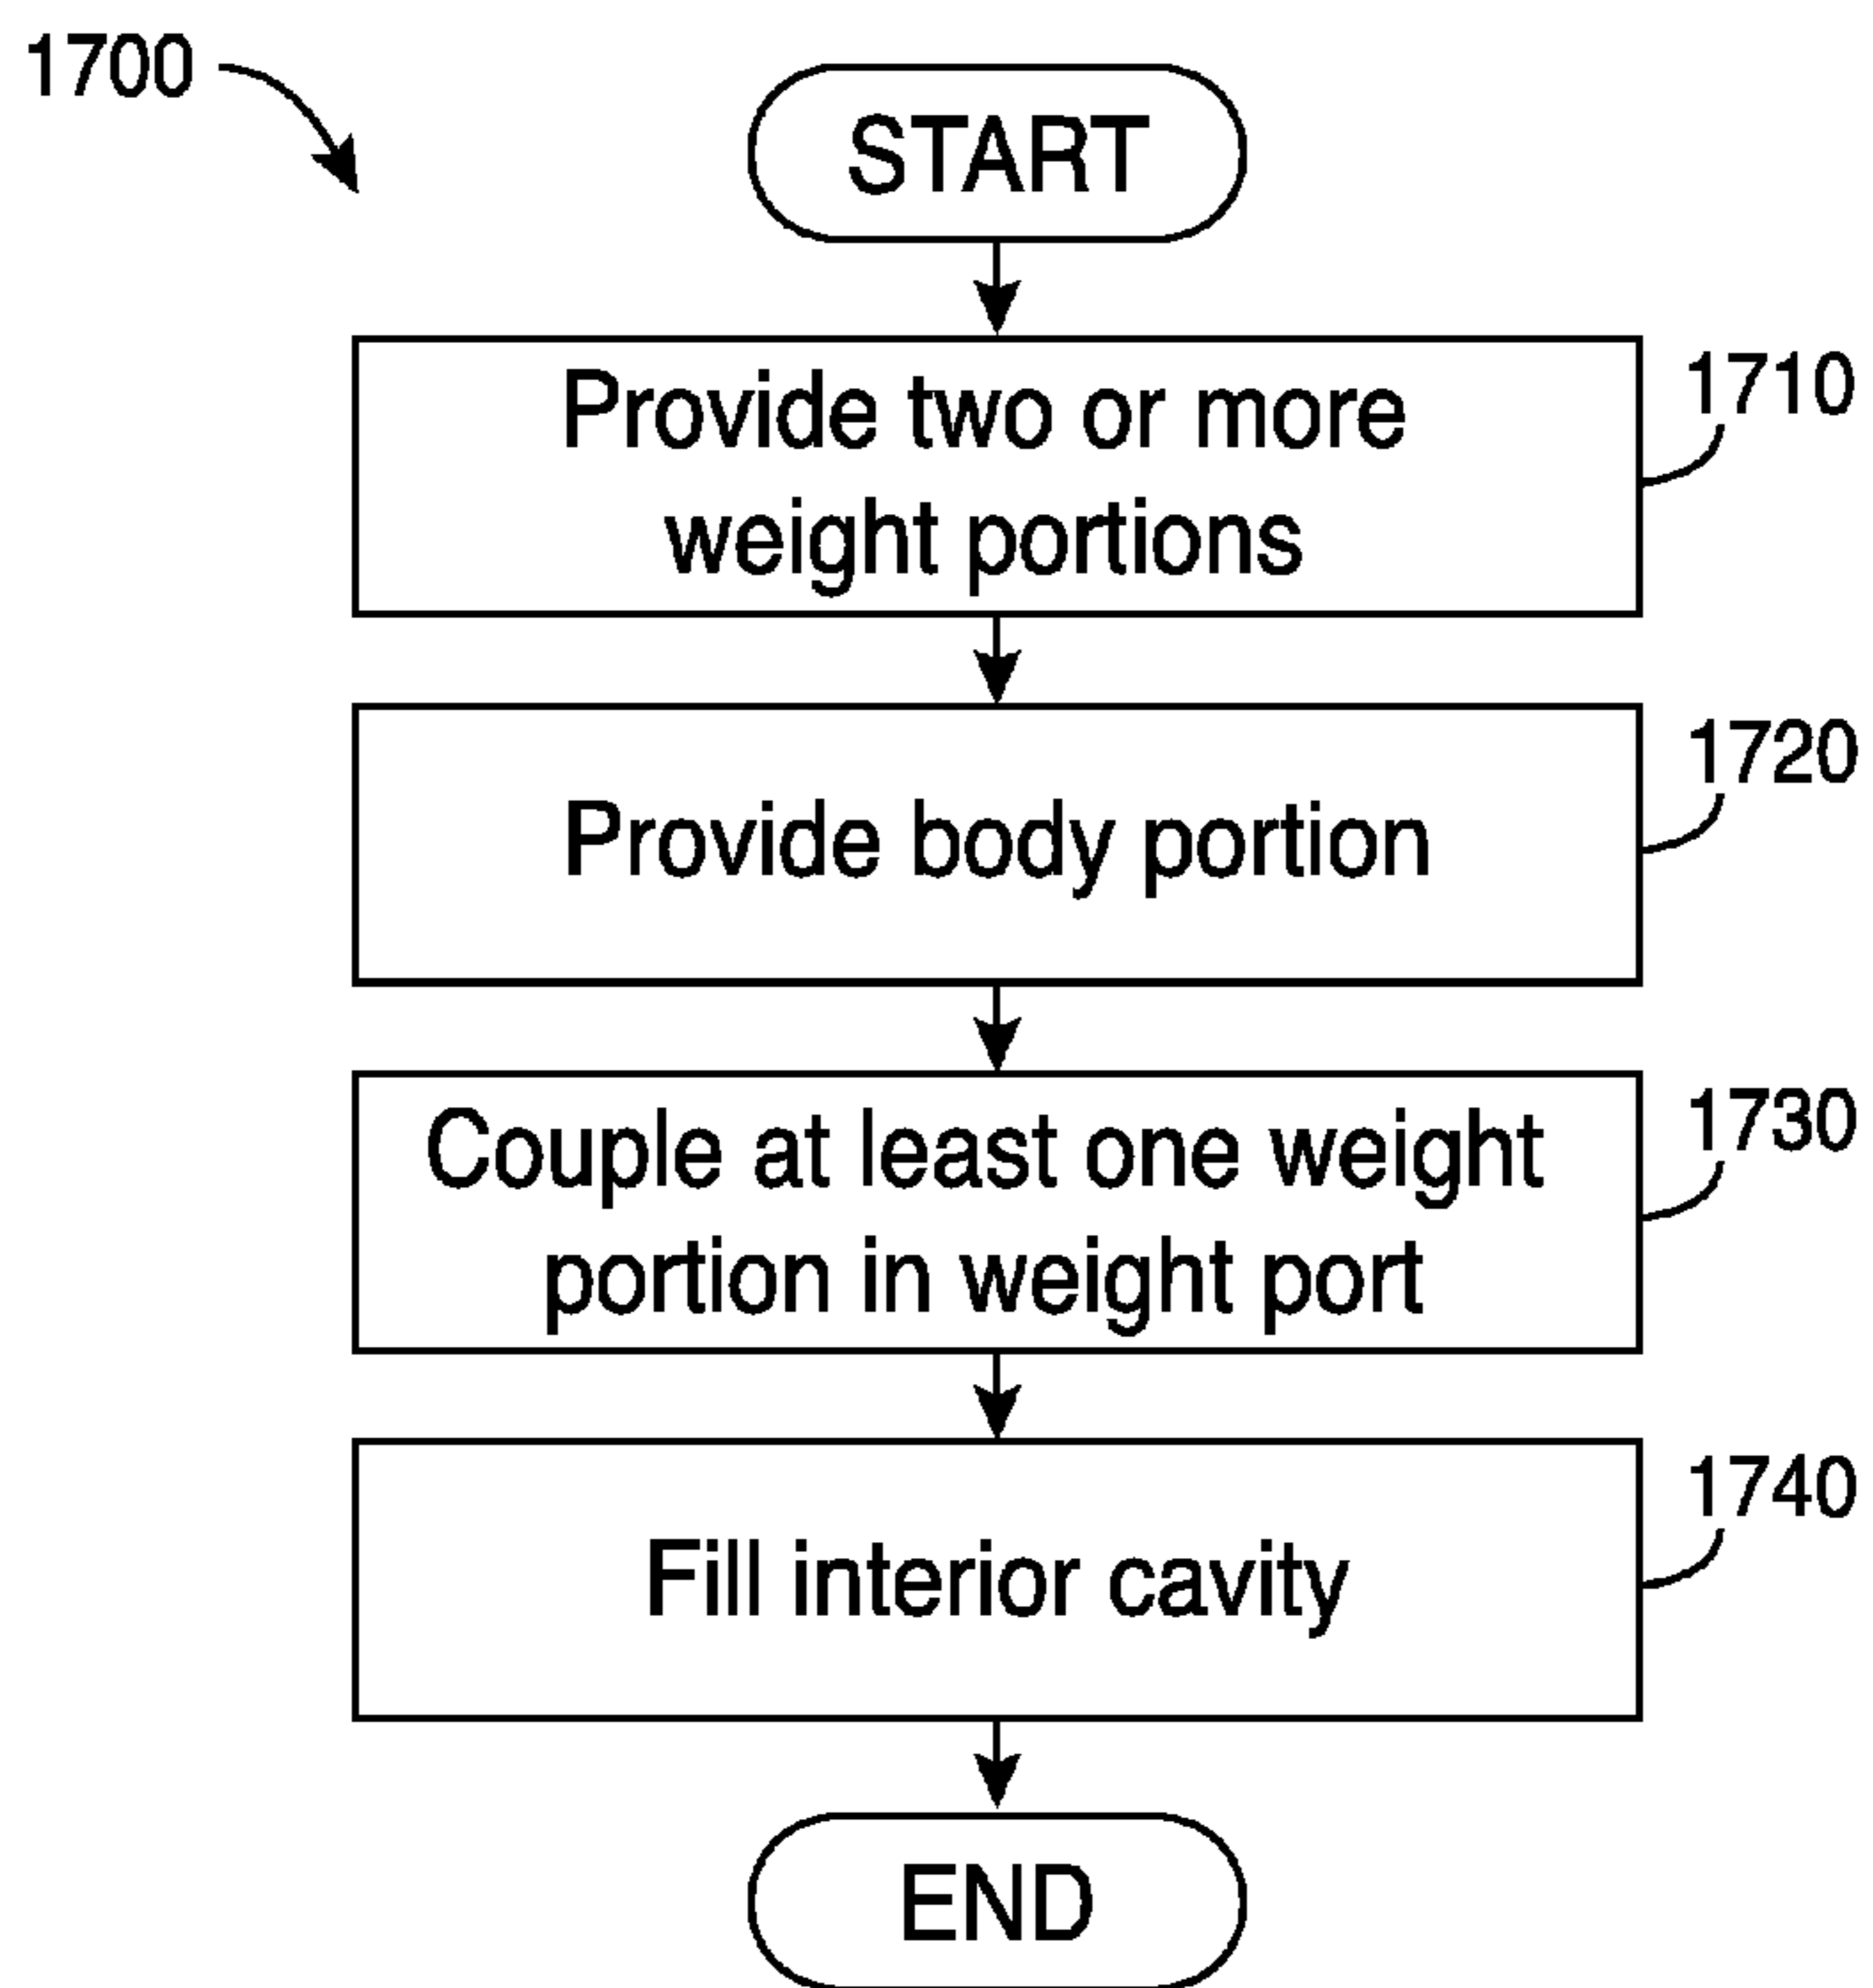 1700
START
Provide two or more
weight portions
1710
Provide body portion
1720
Couple at least one weight
portion in weight port
1730
Fill interior cavity
1740
END